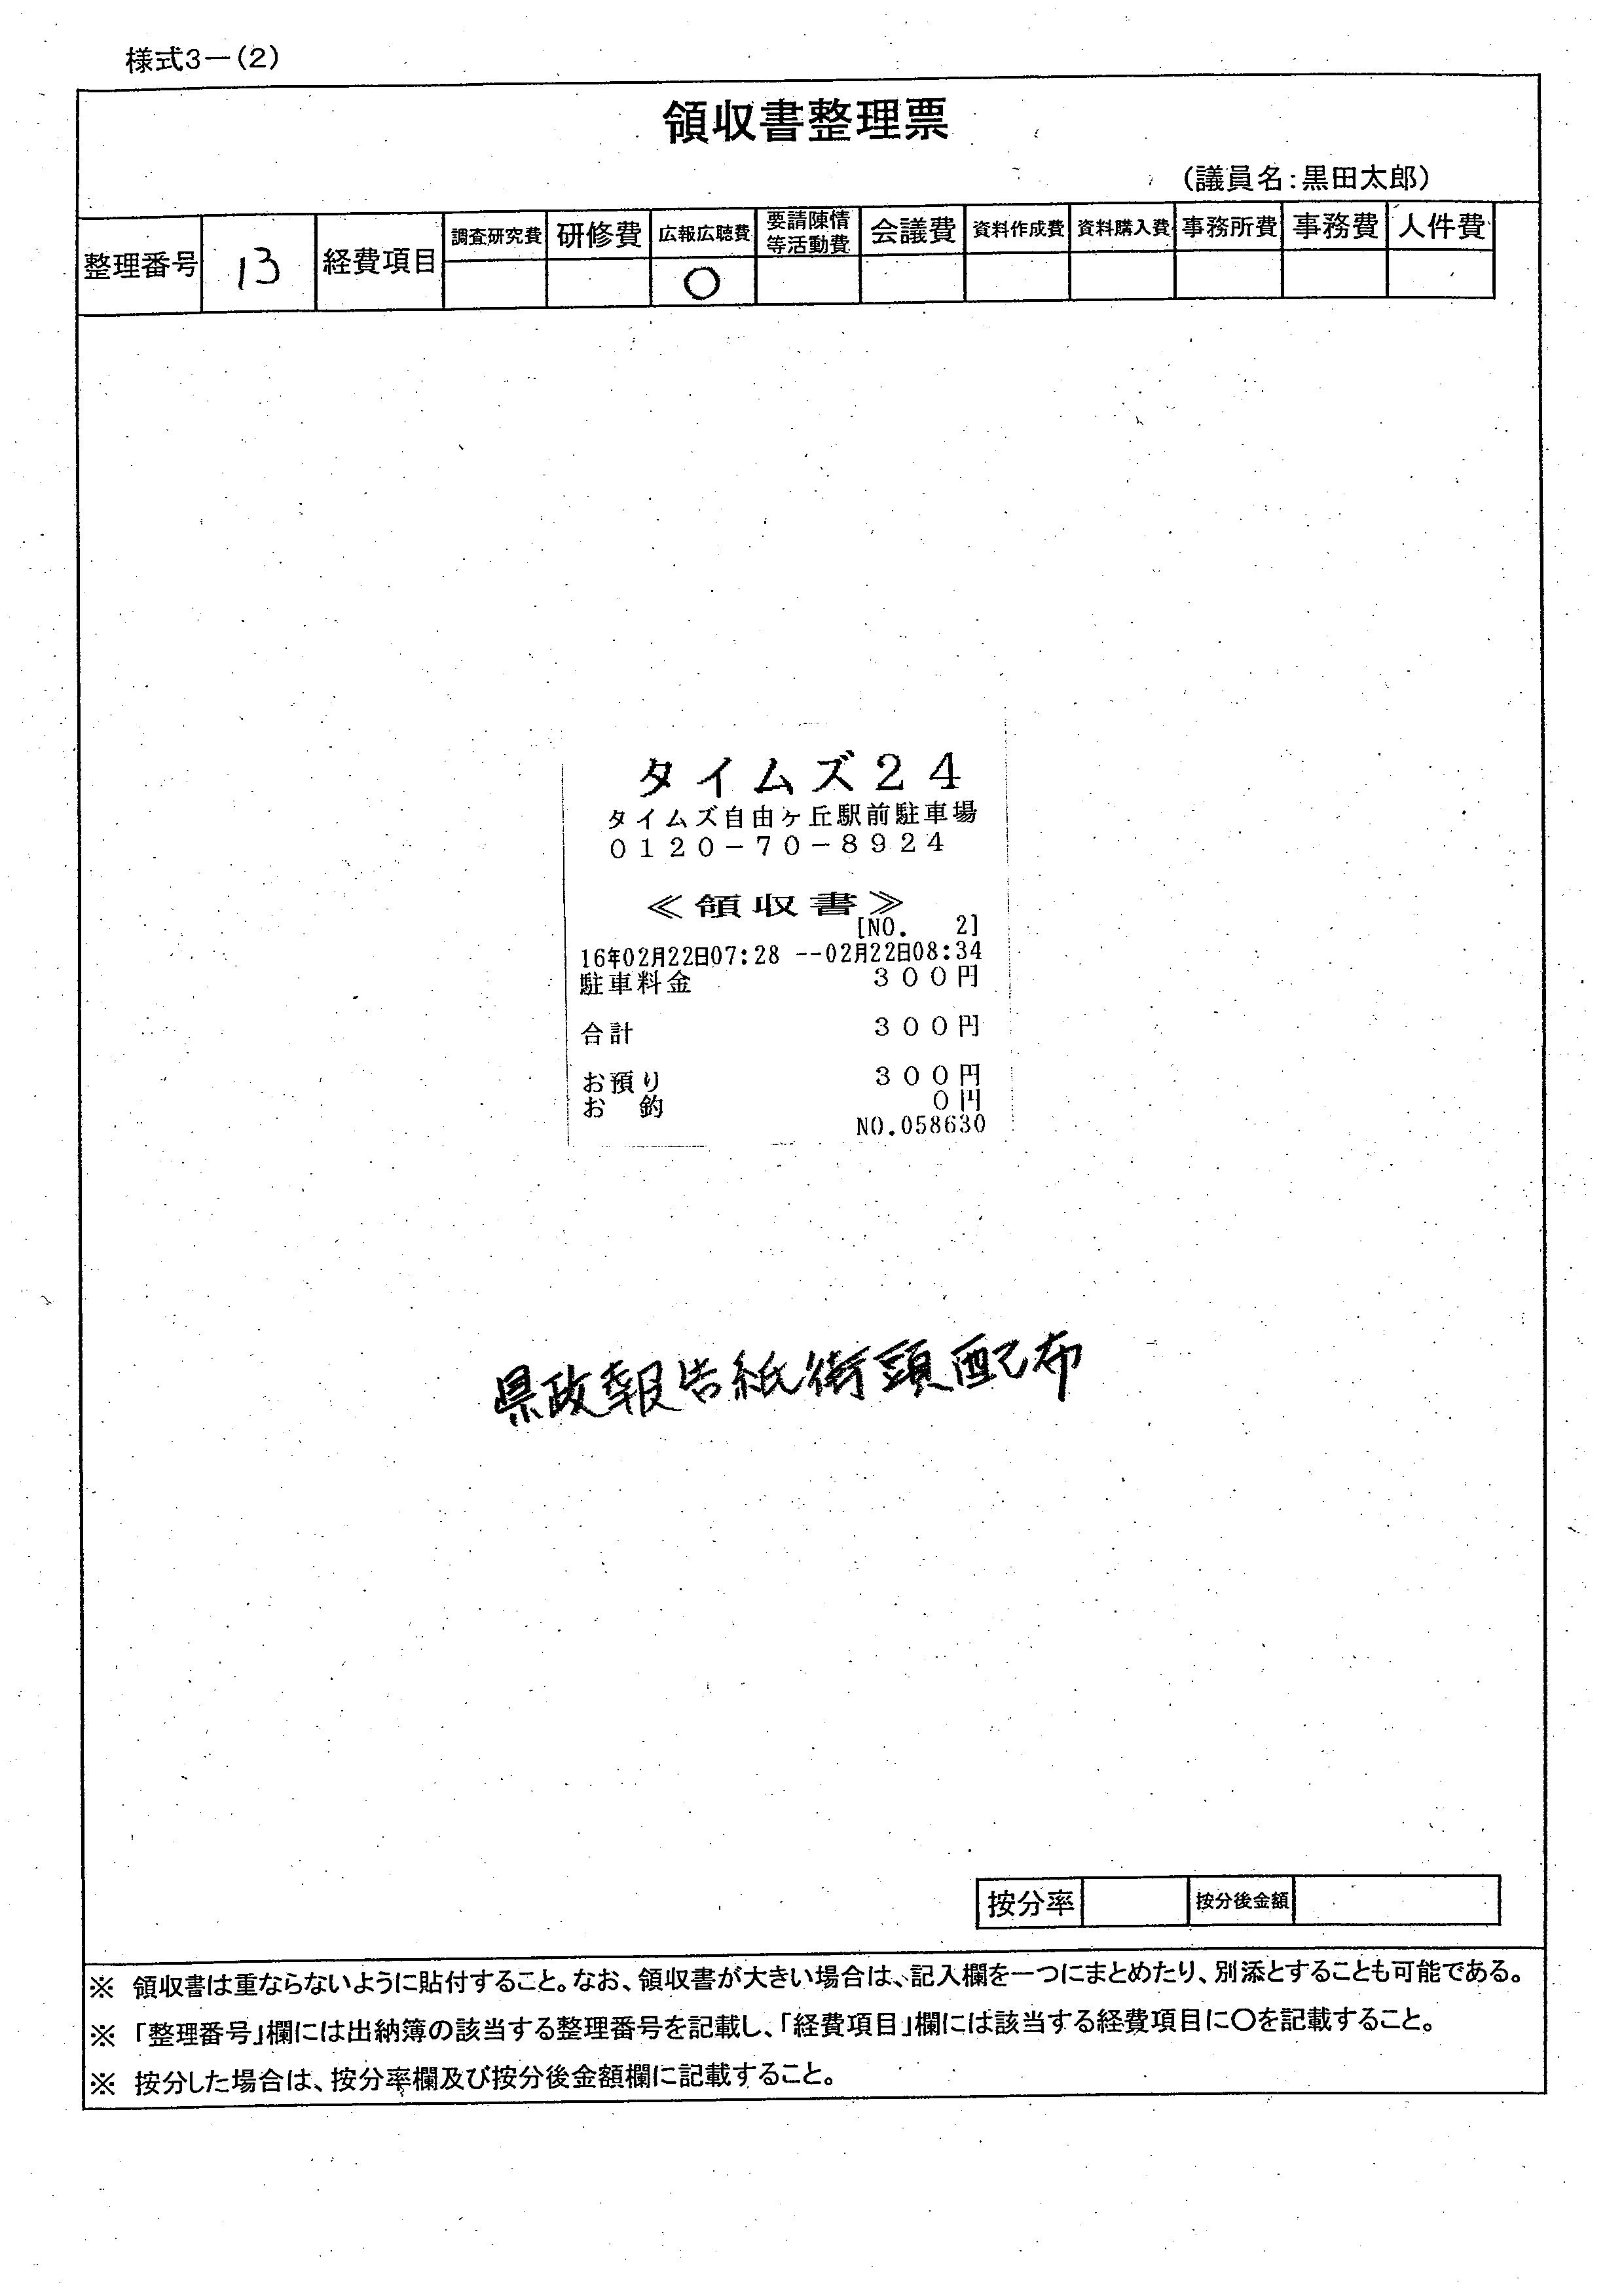 様式3－(2)
領収書整理票
(議員名:黒田太郎)
整理番号 13 経費項目 調査研究費 研修費 広報広聴費 要請陳情等活動費 会議費 資料作成費 資料購入費 事務所費 事務費 人件費
○
タイムズ24
タイムズ自由ヶ丘駅前駐車場
0120-70-8924
≪領収書≫
[NO. 2]
16年02月22日07:28 --02月22日08:34
駐車料金 300円
合計 300円
お預り 300円
お 釣 0円
NO.058630
県政報告紙街頭配布
按分率 按分後金額
※ 領収書は重ならないように貼付すること。なお、領収書が大きい場合は、記入欄を一つにまとめたり、別添とすることも可能である。
※ 「整理番号」欄には出納簿の該当する整理番号を記載し、「経費項目」欄には該当する経費項目に○を記載すること。
※ 按分した場合は、按分率欄及び按分後金額欄に記載すること。